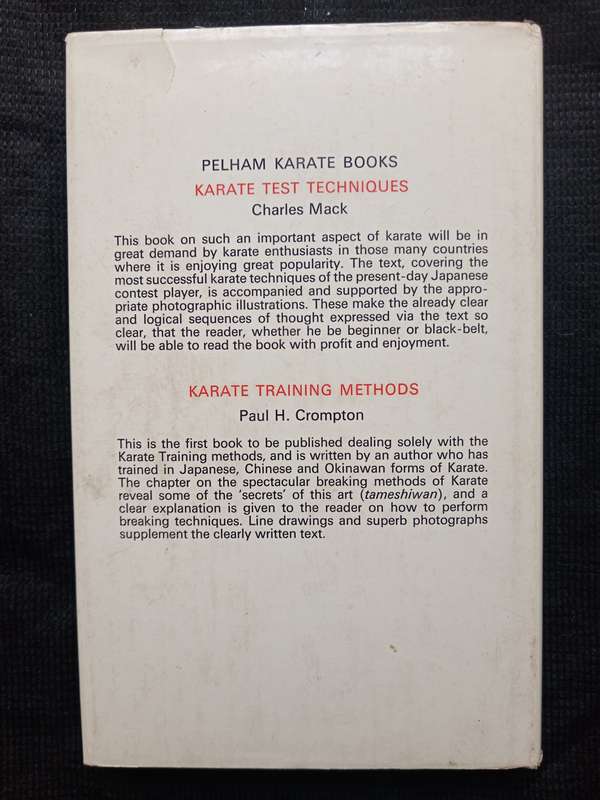 PELHAM KARATE BOOKS
KARATE TEST TECHNIQUES
Charles Mack
This book on such an important aspect of karate will be in
great demand by karate enthusiasts in those many countries
where it is enjoying great popularity. The text, covering the
most successful karate techniques of the present-day Japanese
contest player, is accompanied and supported by the appro-
priate photographic illustrations. These make the already clear
and logical sequences of thought expressed via the text so
clear, that the reader, whether he be beginner or black-belt,
will be able to read the book with profit and enjoyment.
KARATE TRAINING METHODS
Paul H. Crompton
This is the first book to be published dealing solely with the
Karate Training methods, and is written by an author who has
trained in Japanese, Chinese and Okinawan forms of Karate.
The chapter on the spectacular breaking methods of Karate
reveal some of the 'secrets' of this art (tameshiwan), and a
clear explanation is given to the reader on how to perform
breaking techniques. Line drawings and superb photographs
supplement the clearly written text.